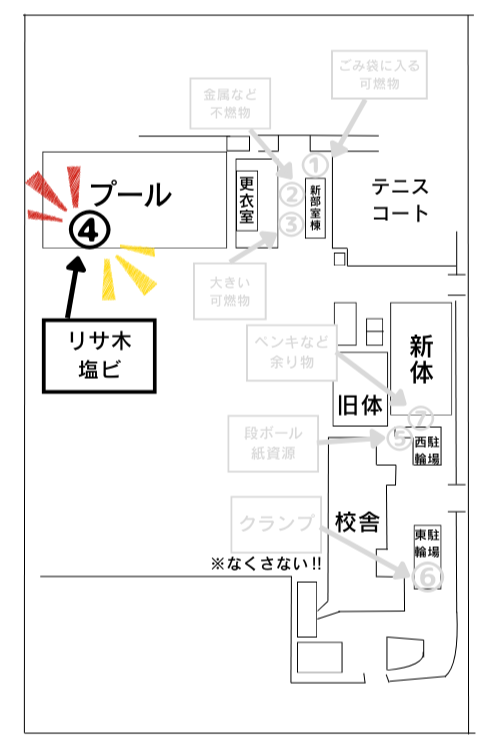 ごみ袋に入る
可燃物
金属など
不燃物
①
②
③
更
衣
室
新
部
室
棟
テニス
コート
プール
④
リサ木
塩ビ
大きい
可燃物
ペンキなど
余り物
新
体
旧体
⑦
⑤
段ボール
紙資源
西駐
輪場
クランプ
校舎
東駐
輪場
※なくさない!!
⑥